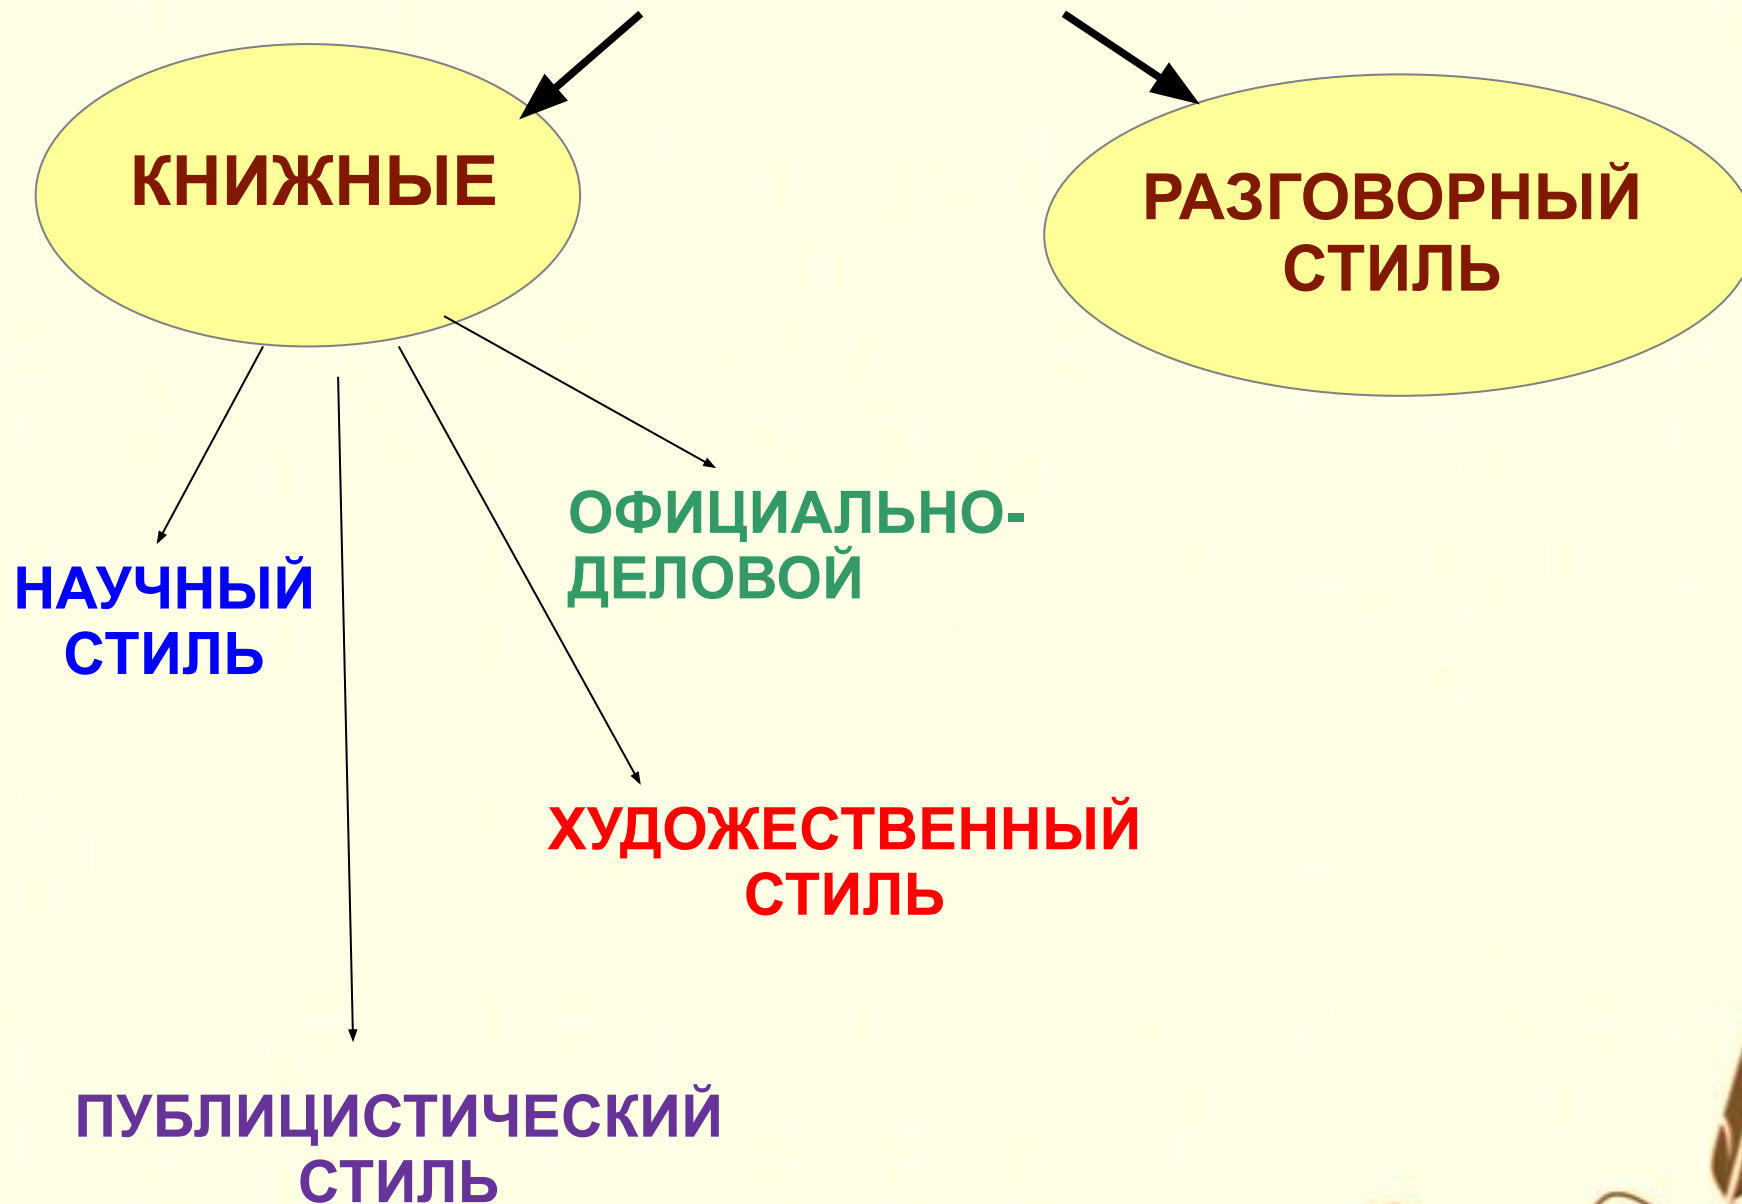 КНИЖНЫЕ
РАЗГОВОРНЫЙ
СТИЛЬ
ОФИЦИАЛЬНО-
ДЕЛОВОЙ
НАУЧНЫЙ
СТИЛЬ
ХУДОЖЕСТВЕННЫЙ
СТИЛЬ
ПУБЛИЦИСТИЧЕСКИЙ
СТИЛЬ